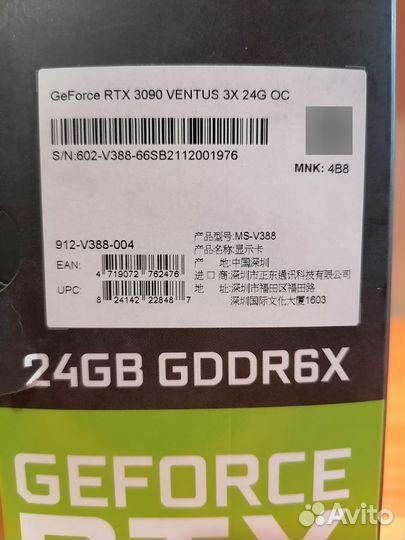 GeForce RTX 3090 VENTUS 3X 24G OC
S/N:602-V388-66SB2112001976
MNK: 4B8
912-V388-004
产品型号:MS-V388
产品名称:显示卡
产 地:中国深圳
进 口 商:深圳市正东通讯科技有限公司
地 址:深圳市福田区福田路
深圳国际文化大厦1603
EAN:
4 719072 762476
UPC:
8 24142 22848 7
24GB GDDR6X
GEFORCE
RTX
Avito